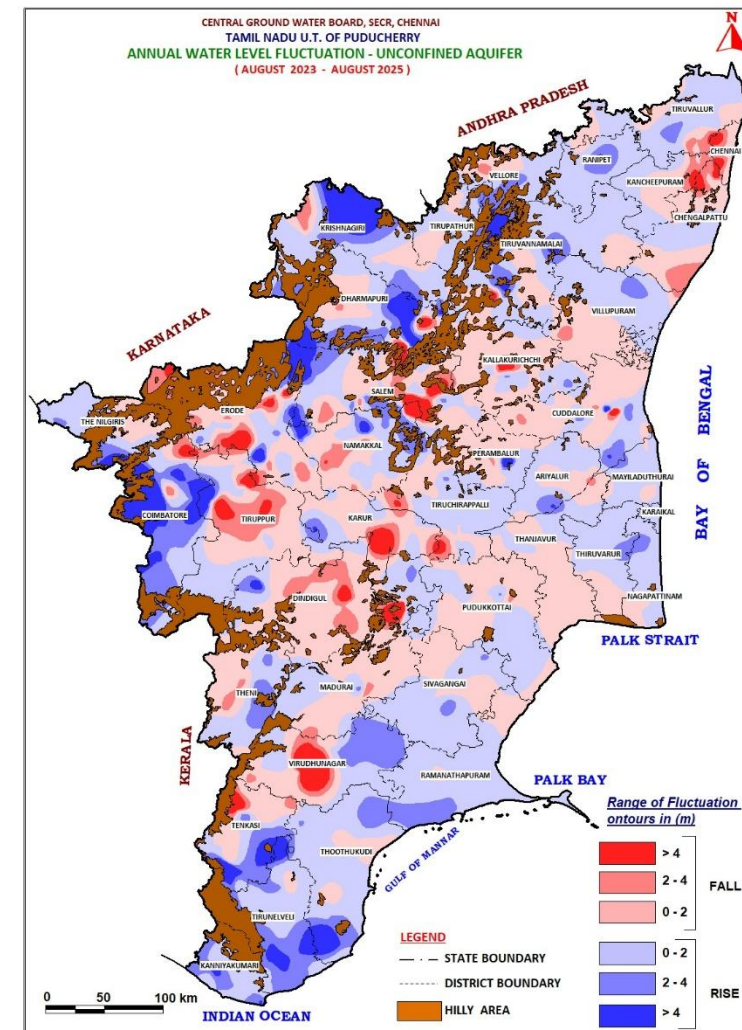 CENTRAL GROUND WATER BOARD, SECR, CHENNAI
TAMIL NADU U.T. OF PUDUCHERRY
ANNUAL WATER LEVEL FLUCTUATION - UNCONFINED AQUIFER
( AUGUST 2023 - AUGUST 2025 )
N
ANDHRA PRADESH
TIRUVALLUR
CHENNAI
RANIPET
VELLORE
KANCHEEPURAM
CHENGALPATTU
KRISHNAGIRI
TIRUPATHUR
TIRUVANNAMALAI
DHARMAPURI
VILLUPURAM
KARNATAKA
KALLAKURICHCHI
SALEM
ERODE
CUDDALORE
THE NILGIRIS
NAMAKKAL
PERAMBALUR
BAY OF BENGAL
ARIYALUR
MAYILADUTHURAI
COIMBATORE
TIRUCHIRAPPALLI
KARAIKAL
TIRUPPUR
KARUR
THANJAVUR
THIRUVARUR
DINDIGUL
NAGAPATTINAM
PUDUKKOTTAI
PALK STRAIT
THENI
MADURAI
SIVAGANGAI
KERALA
VIRUDHUNAGAR
RAMANATHAPURAM
PALK BAY
TENKASI
THOOTHUKUDI
GULF OF MANNAR
TIRUNELVELI
KANNIYAKUMARI
INDIAN OCEAN
0 50 100 km
LEGEND
STATE BOUNDARY
DISTRICT BOUNDARY
HILLY AREA
Range of Fluctuation
ontours in (m)
> 4
2 - 4
FALL
0 - 2
0 - 2
2 - 4
RISE
> 4